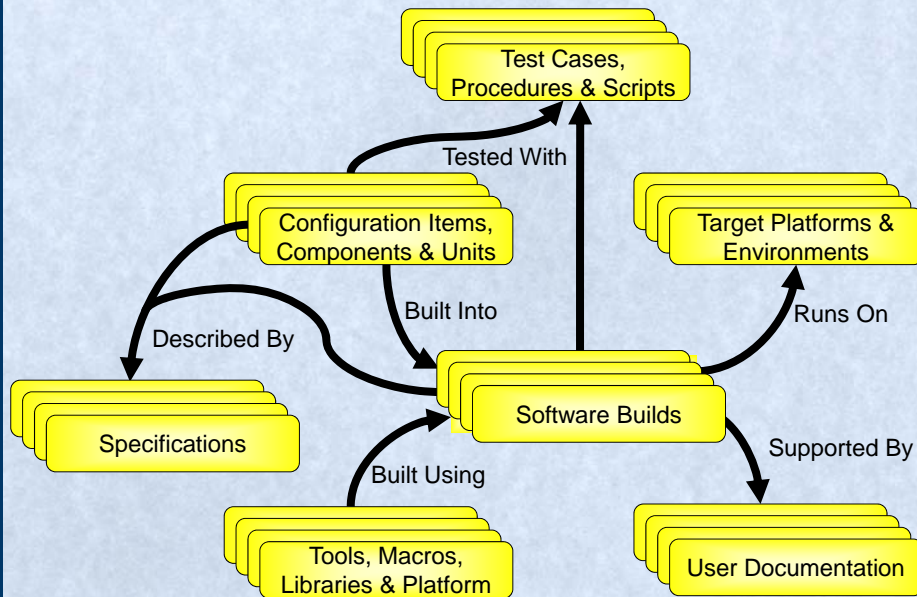 Test Cases,
Procedures & Scripts
Tested With
Configuration Items,
Components & Units
Target Platforms &
Environments
Built Into
Runs On
Described By
Software Builds
Specifications
Supported By
Built Using
Tools, Macros,
Libraries & Platform
User Documentation